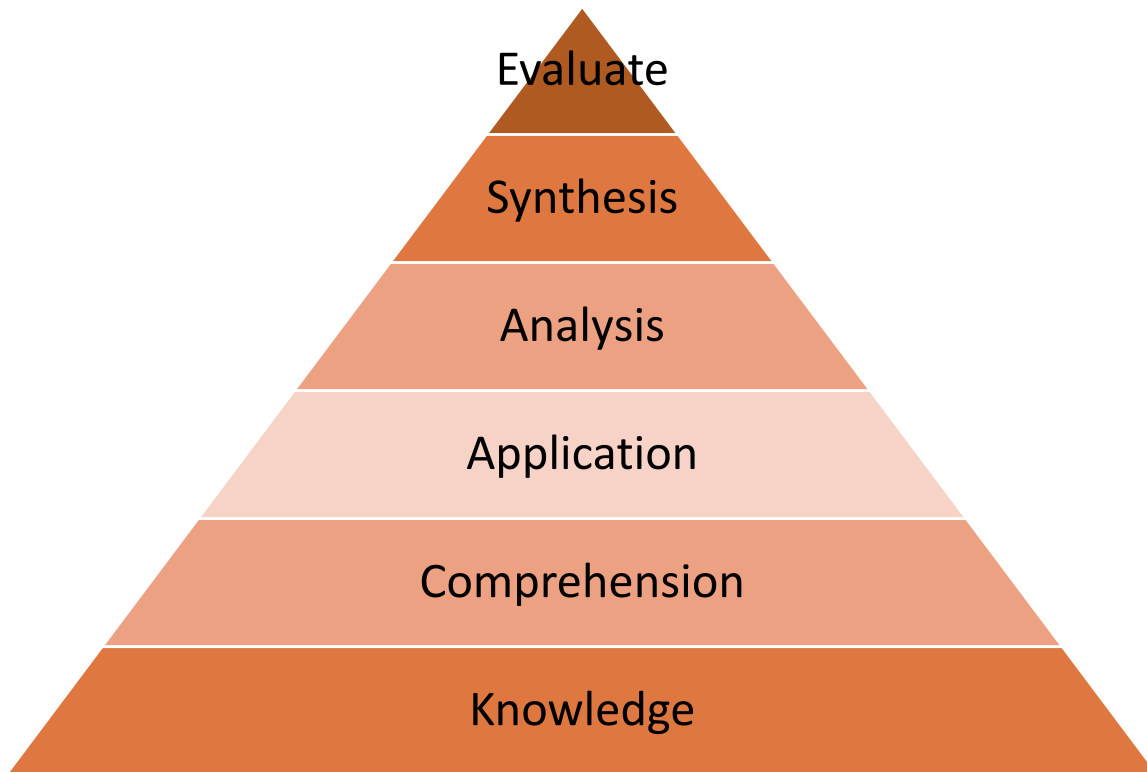 Evaluate
Synthesis
Analysis
Application
Comprehension
Knowledge